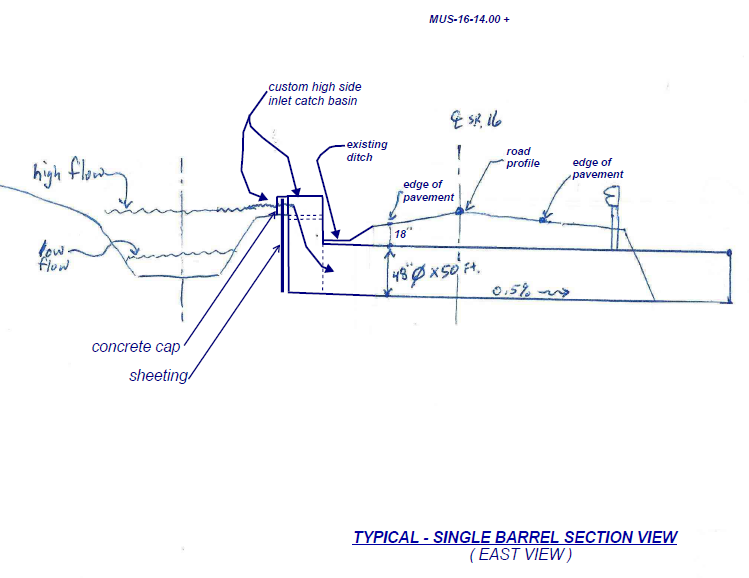 MUS-16-14.00 +
custom high side
inlet catch basin
℄ SR. 16
existing
ditch
road
profile
edge of
pavement
high flow
edge of
pavement
18"
low
flow
48" Ø X 50 Ft.
0.5%
concrete cap
sheeting
TYPICAL - SINGLE BARREL SECTION VIEW
( EAST VIEW )